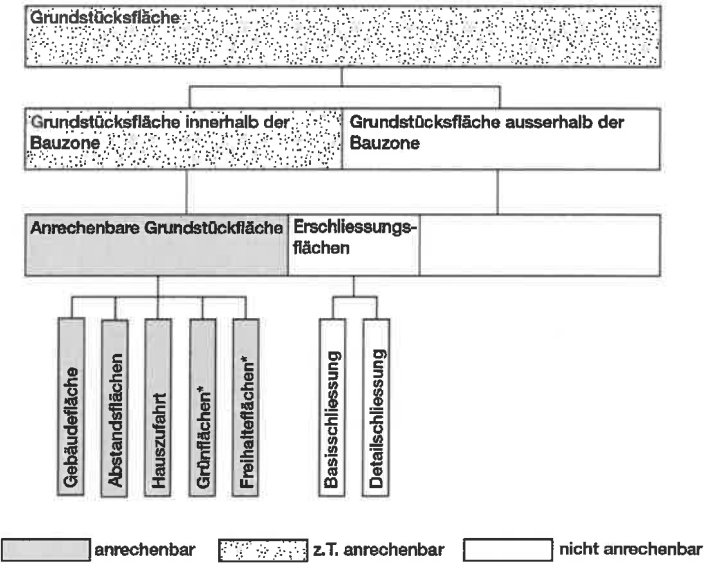 Grundstücksfläche
Grundstücksfläche innerhalb der
Bauzone
Grundstücksfläche ausserhalb der
Bauzone
Anrechenbare Grundstückfläche
Erschliessungs-
flächen
Gebäudefläche
Abstandsflächen
Hauszufahrt
Grünflächen*
Freihalteflächen*
Basisschliessung
Detailschliessung
anrechenbar
z.T. anrechenbar
nicht anrechenbar